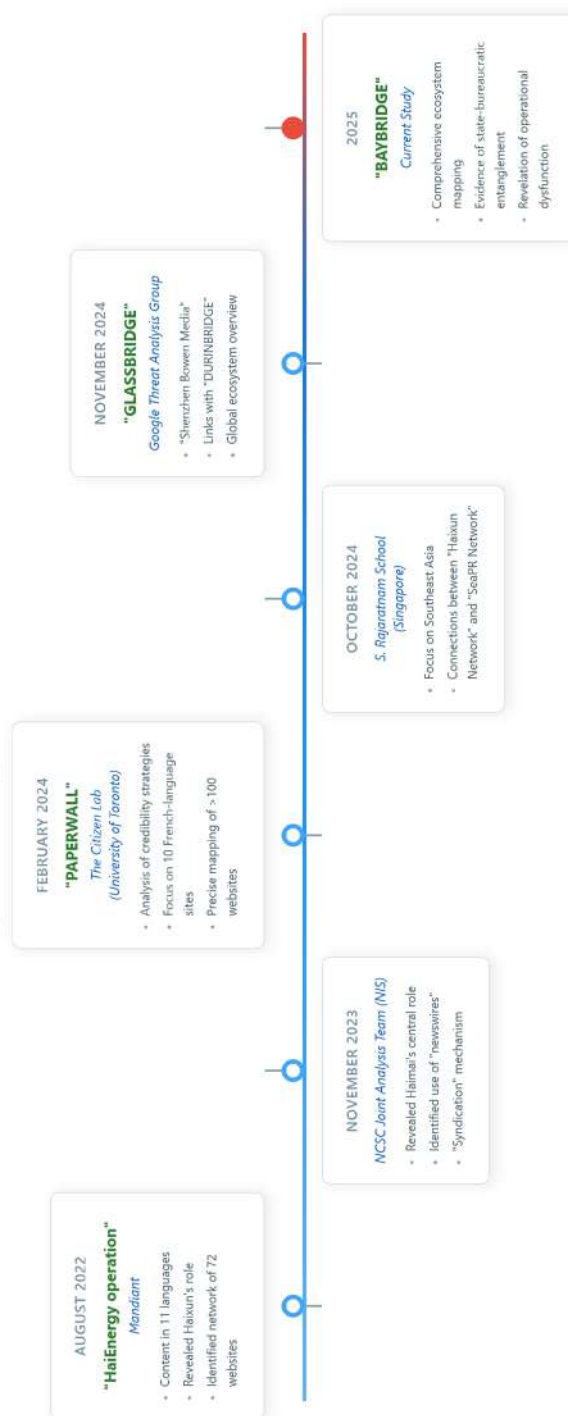 AUGUST 2022
"HaiEnergy operation"
Mandiant
• Content in 11 languages
• Revealed Haixun's role
• Identified network of 72
websites
NOVEMBER 2023
NCSC Joint Analysis Team (NIS)
• Revealed Haimai's central role
• Identified use of "newswires"
• "Syndication" mechanism
FEBRUARY 2024
"PAPERWALL"
The Citizen Lab
(University of Toronto)
• Analysis of credibility strategies
• Focus on 10 French-language
sites
• Precise mapping of >100
websites
OCTOBER 2024
S. Rajaratnam School
(Singapore)
• Focus on Southeast Asia
• Connections between "Haixun
Network" and "SeaPR Network"
NOVEMBER 2024
"GLASSBRIDGE"
Google Threat Analysis Group
• "Shenzhen Bowen Media"
• Links with "DURINBRIDGE"
• Global ecosystem overview
2025
"BAYBRIDGE"
Current Study
• Comprehensive ecosystem
mapping
• Evidence of state-bureaucratic
entanglement
• Revelation of operational
dysfunction